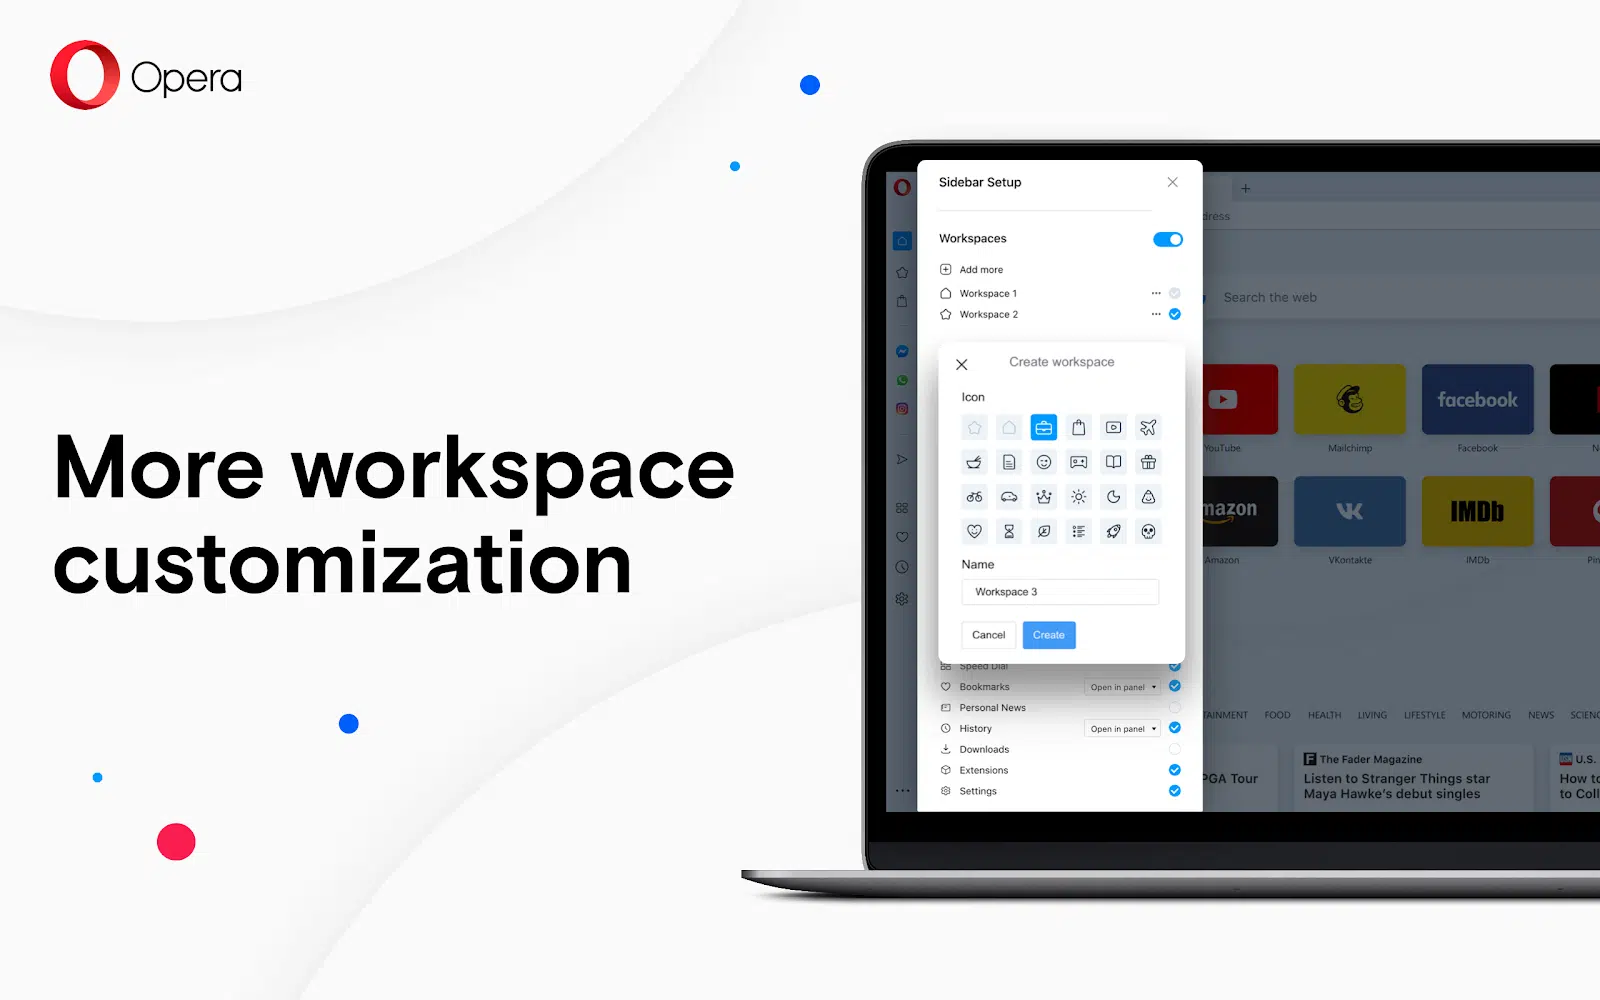 Opera
More workspace
customization
Sidebar Setup
Workspaces
Add more
Workspace 1
Workspace 2
Create workspace
Icon
Name
Workspace 3
Cancel
Create
Speed Dial
Bookmarks
Open in panel
Personal News
History
Open in panel
Downloads
Extensions
Settings
dress
Search the web
facebook
YouTube
Mailchimp
Facebook
mazon
IMDb
Amazon
VKontakte
IMDb
Pin
TAINMENT FOOD HEALTH LIVING LIFESTYLE MOTORING NEWS SCIENC
PGA Tour
F The Fader Magazine
Listen to Stranger Things star
Maya Hawke's debut singles
U.S.
How to
to Coll